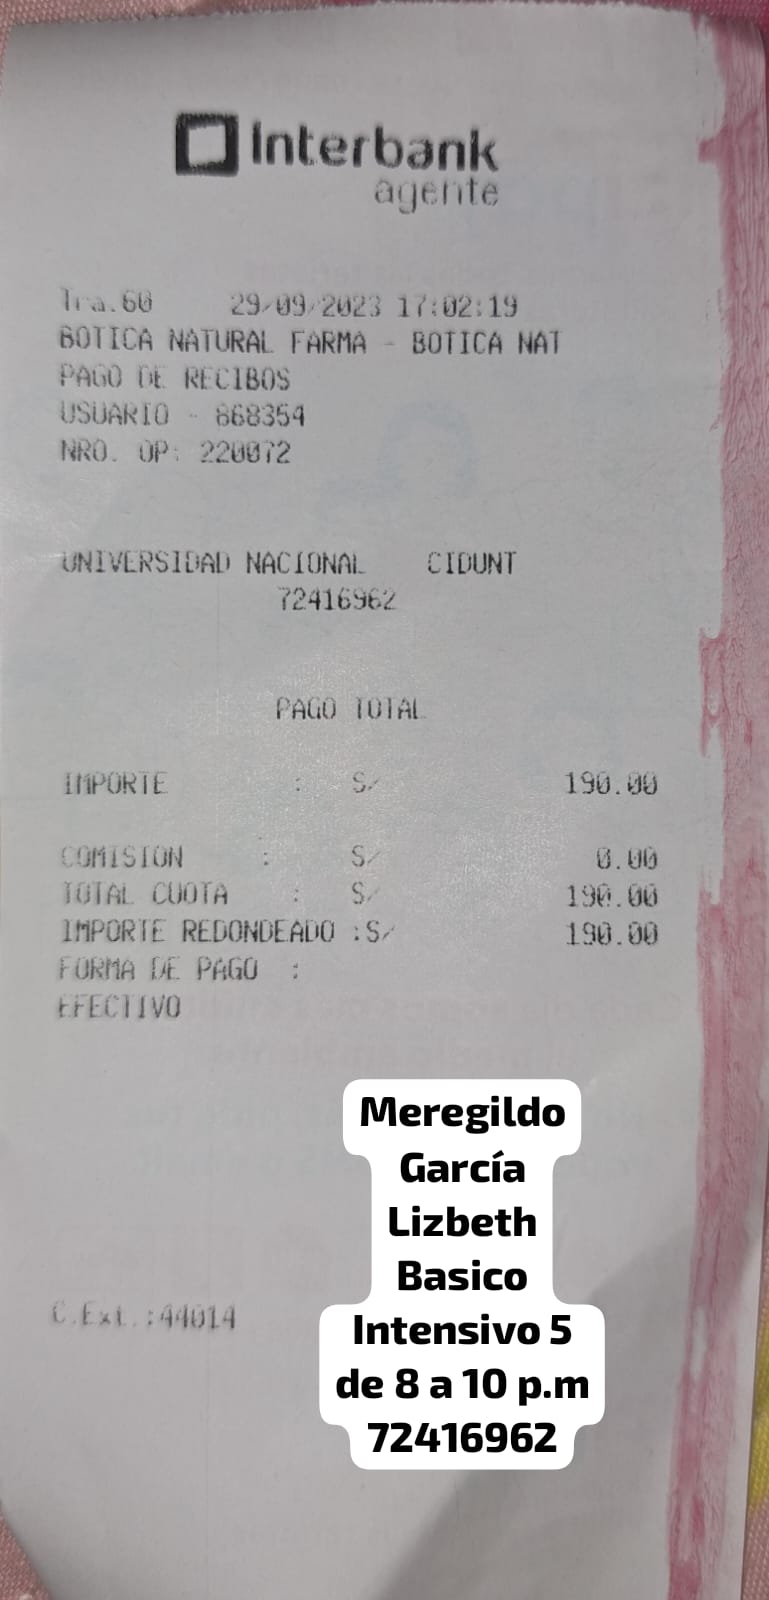 Interbank
agente
Tra.60 29/09/2023 17:02:19
BOTICA NATURAL FARMA - BOTICA NAT
PAGO DE RECIBOS
USUARIO - 868354
NRO. OP: 220072
UNIVERSIDAD NACIONAL CIDUNT
72416962
PAGO TOTAL
IMPORTE : S/ 190.00
COMISION : S/ 0.00
TOTAL CUOTA : S/ 190.00
IMPORTE REDONDEADO :S/ 190.00
FORMA DE PAGO :
EFECTIVO
Meregildo
García
Lizbeth
Basico
Intensivo 5
de 8 a 10 p.m
72416962
C.Ext.:44014